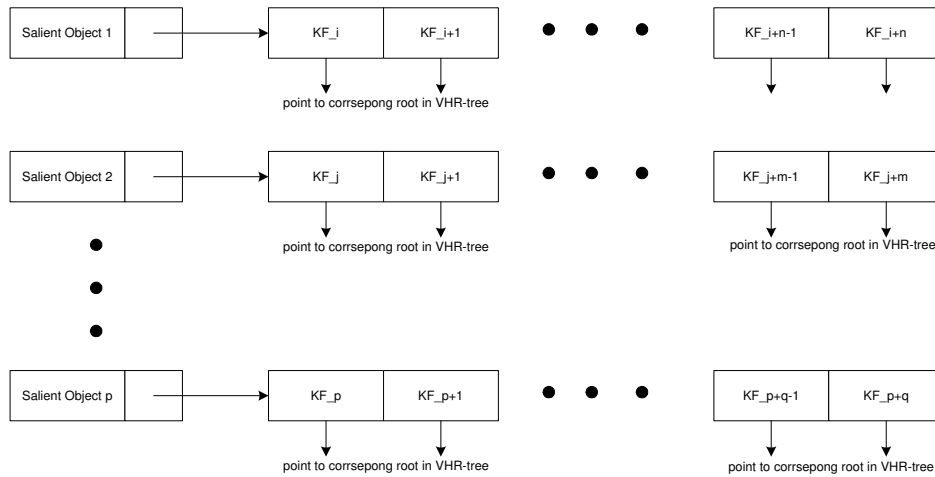 Salient Object 1 KF_i KF_i+1 KF_i+n-1 KF_i+n
point to corrsepong root in VHR-tree
Salient Object 2 KF_j KF_j+1 KF_j+m-1 KF_j+m
point to corrsepong root in VHR-tree point to corrsepong root in VHR-tree
Salient Object p KF_p KF_p+1 KF_p+q-1 KF_p+q
point to corrsepong root in VHR-tree point to corrsepong root in VHR-tree